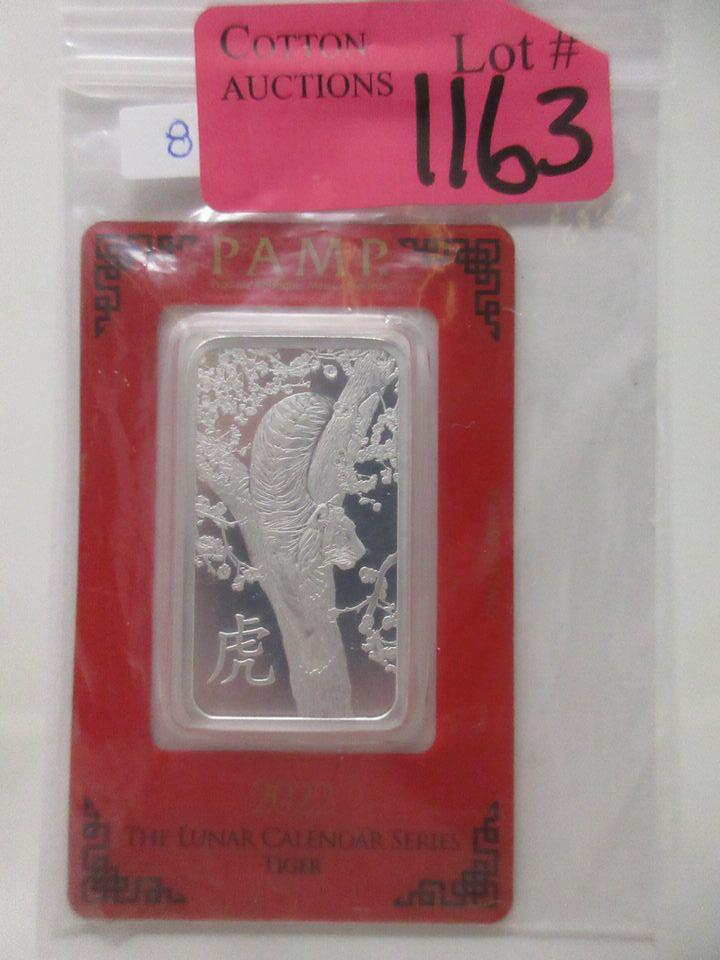 COTTON
AUCTIONS
Lot #
1163
8
PAMP.
虎
2022
THE LUNAR CALENDAR SERIES
TIGER